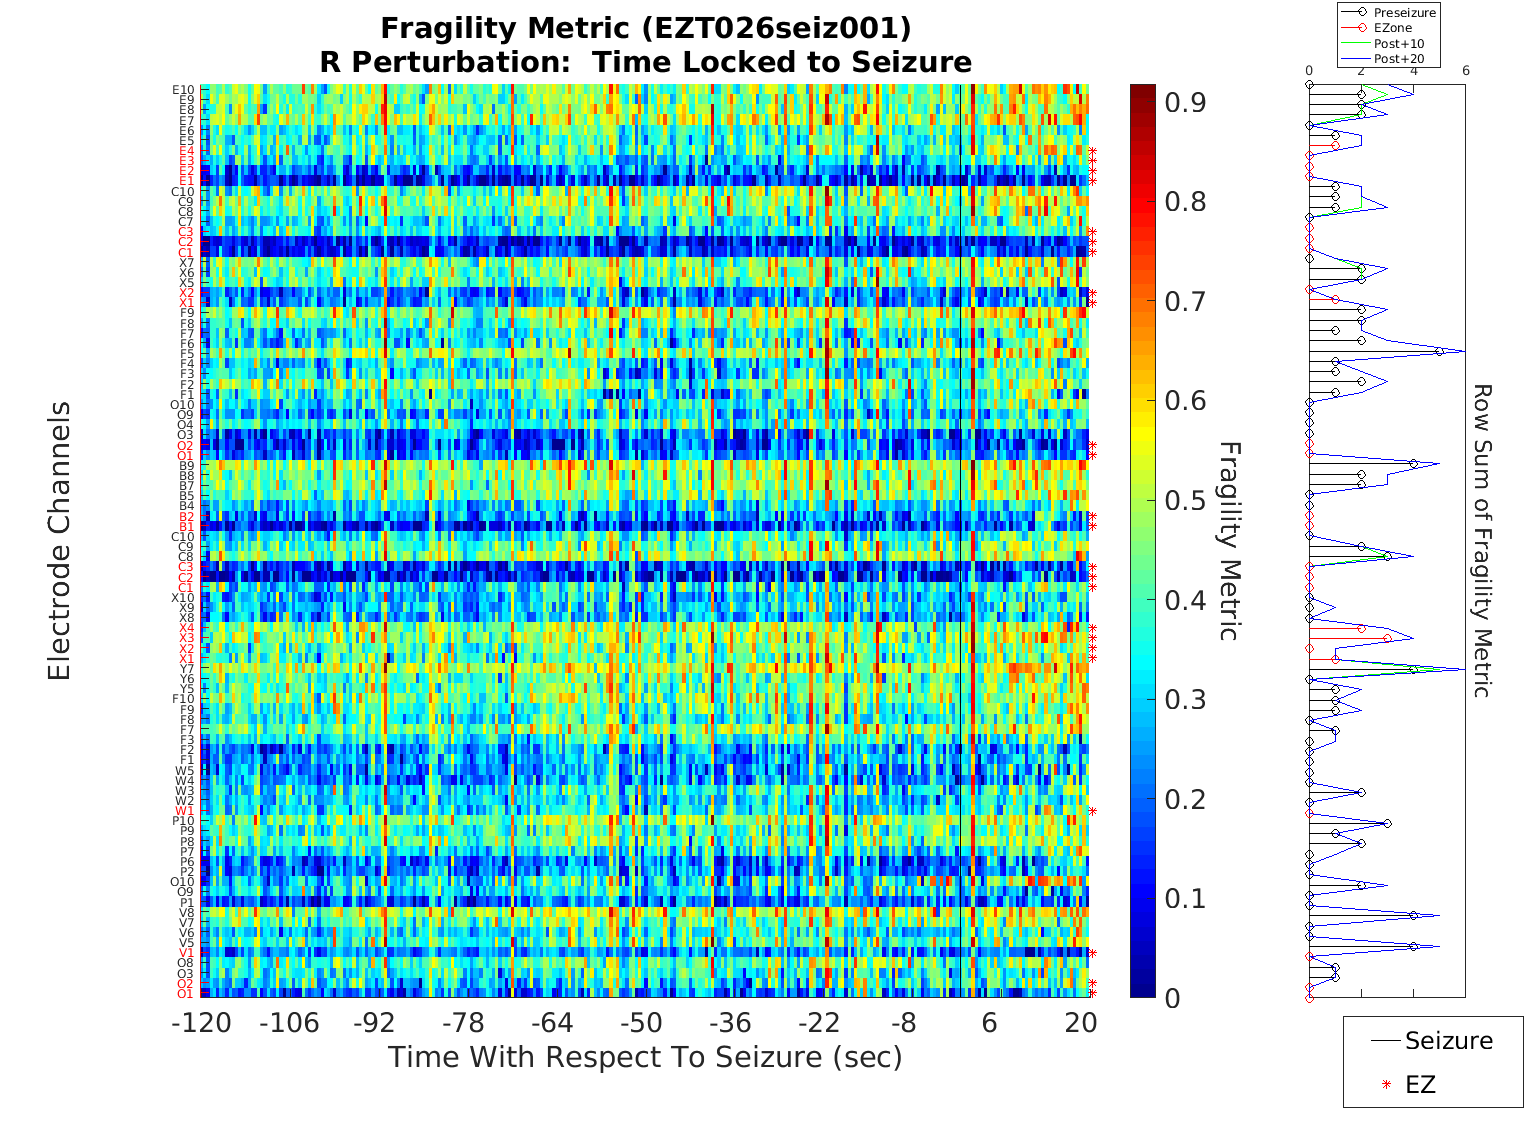 Fragility Metric (EZT026seiz001)
R Perturbation:  Time Locked to Seizure
Electrode Channels
E10
E9
E8
E7
E6
E5
E4
E3
E2
E1
C10
C9
C8
C7
C3
C2
C1
X7
X6
X5
X2
X1
F9
F8
F7
F6
F5
F4
F3
F2
F1
O10
O9
O4
O3
O2
O1
B9
B8
B7
B5
B4
B2
B1
C10
C9
C8
C3
C2
C1
X10
X9
X8
X4
X3
X2
X1
Y7
Y6
Y5
F10
F9
F8
F7
F3
F2
F1
W5
W4
W3
W2
W1
P10
P9
P8
P7
P6
P2
O10
O9
P1
V8
V7
V6
V5
V1
O8
O3
O2
O1
-120 -106 -92 -78 -64 -50 -36 -22 -8 6 20
Time With Respect To Seizure (sec)
0.9
0.8
0.7
0.6
0.5
0.4
0.3
0.2
0.1
0
Fragility Metric
Preseizure
EZone
Post+10
Post+20
0 2 4 6
Row Sum of Fragility Metric
Seizure
EZ